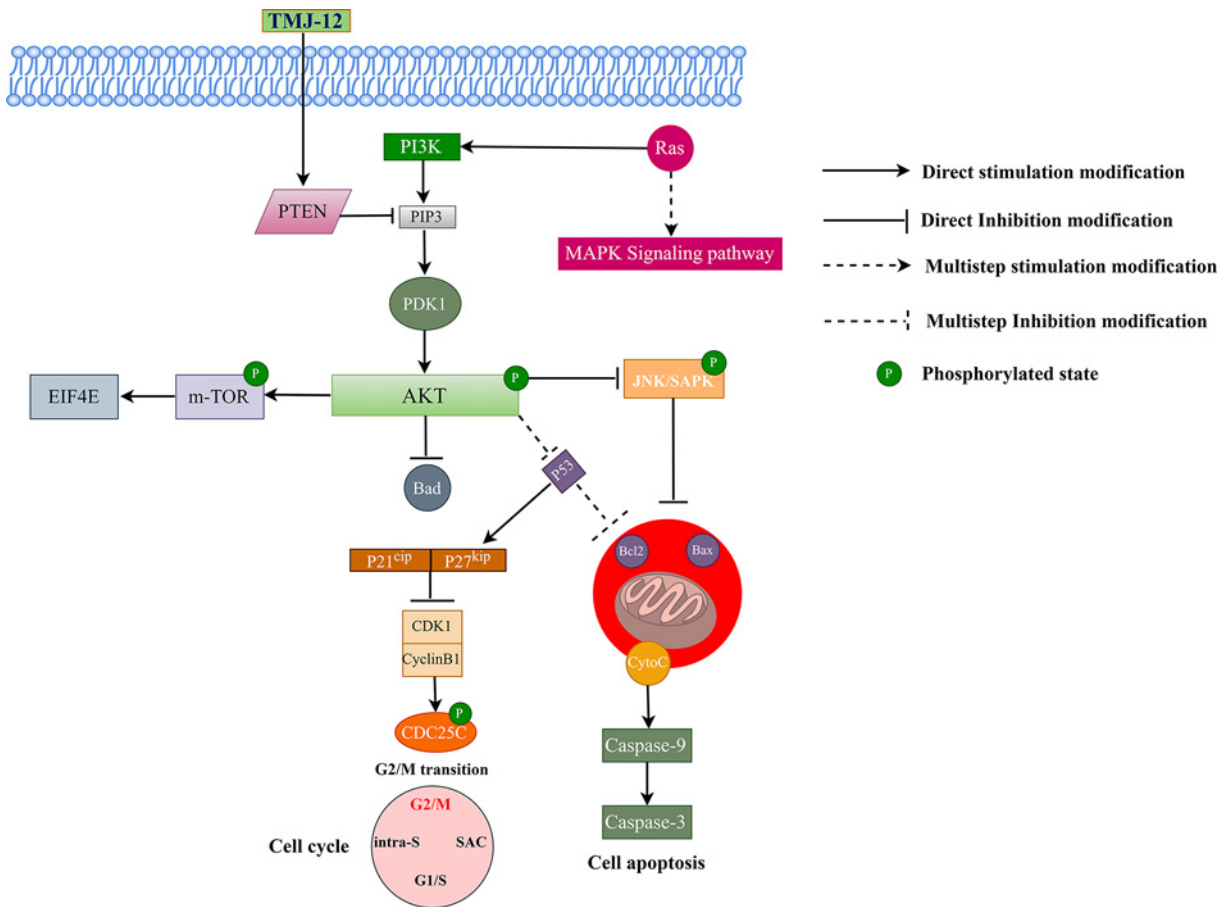 TMJ-12
PI3K
Ras
PTEN
PIP3
MAPK Signaling pathway
PDK1
EIF4E
m-TOR
P
AKT
P
JNK/SAPK
P
Bad
P53
P21cip
P27kip
Bcl2
Bax
CDK1
CyclinB1
CytoC
CDC25C
P
G2/M transition
Caspase-9
G2/M
intra-S
SAC
G1/S
Cell cycle
Caspase-3
Cell apoptosis
Direct stimulation modification
Direct Inhibition modification
Multistep stimulation modification
Multistep Inhibition modification
P Phosphorylated state